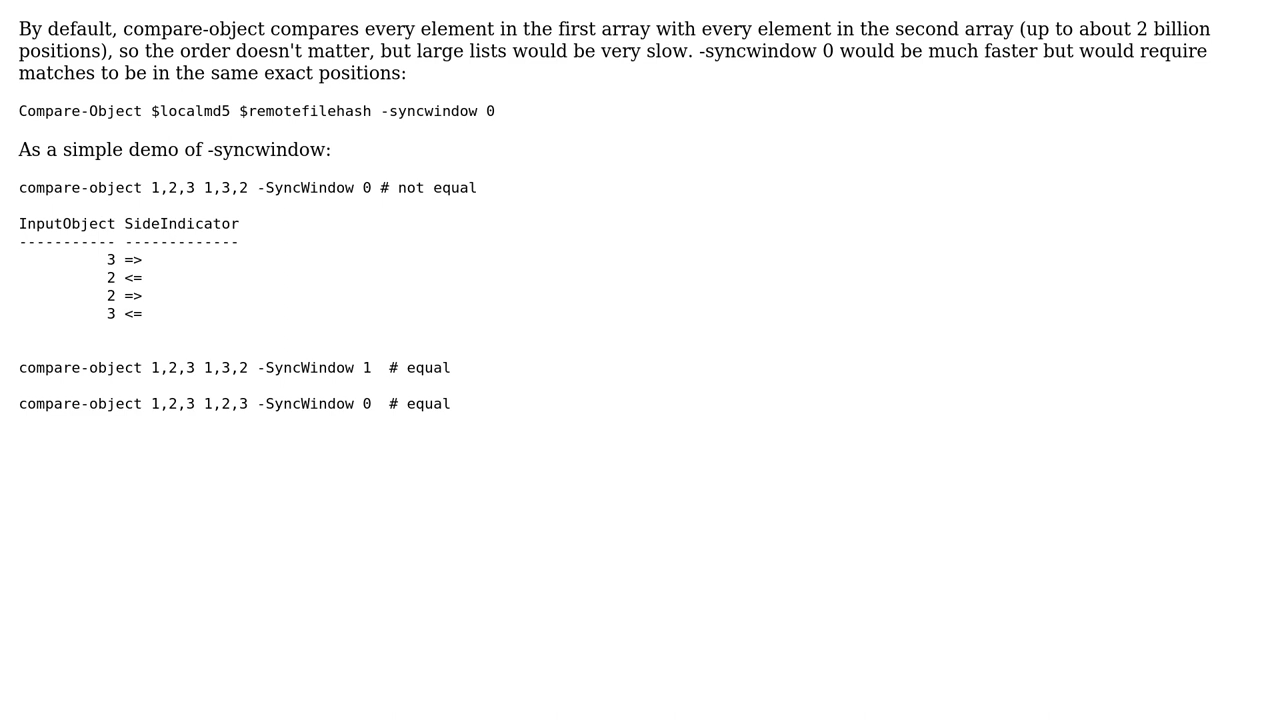 By default, compare-object compares every element in the first array with every element in the second array (up to about 2 billion
positions), so the order doesn't matter, but large lists would be very slow. -syncwindow 0 would be much faster but would require
matches to be in the same exact positions:
Compare-Object $localmd5 $remotefilehash -syncwindow 0
As a simple demo of -syncwindow:
compare-object 1,2,3 1,3,2 -SyncWindow 0 # not equal
InputObject SideIndicator
----------- -------------
          3 =>
          2 <=
          2 =>
          3 <=
compare-object 1,2,3 1,3,2 -SyncWindow 1  # equal
compare-object 1,2,3 1,2,3 -SyncWindow 0  # equal